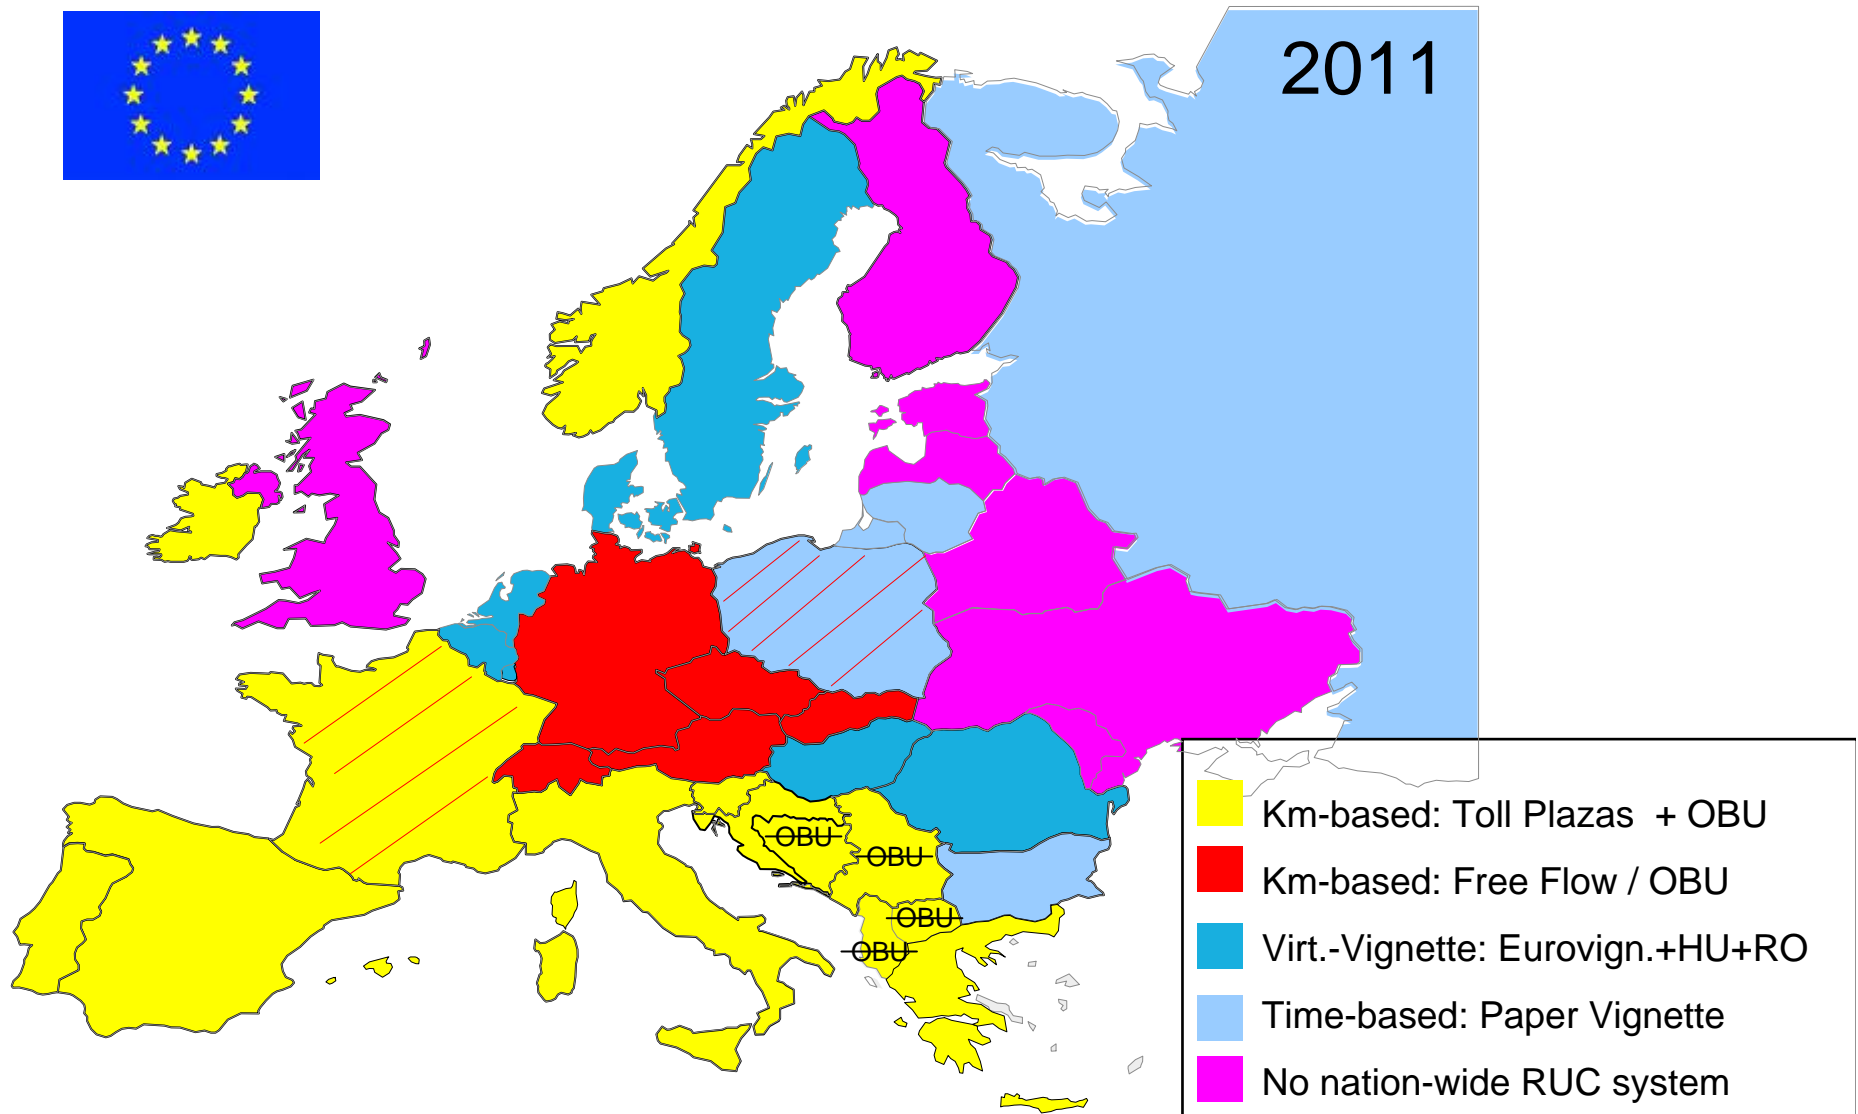 2011
OBU
OBU
OBU
OBU
Km-based: Toll Plazas + OBU
Km-based: Free Flow / OBU
Virt.-Vignette: Eurovign.+HU+RO
Time-based: Paper Vignette
No nation-wide RUC system